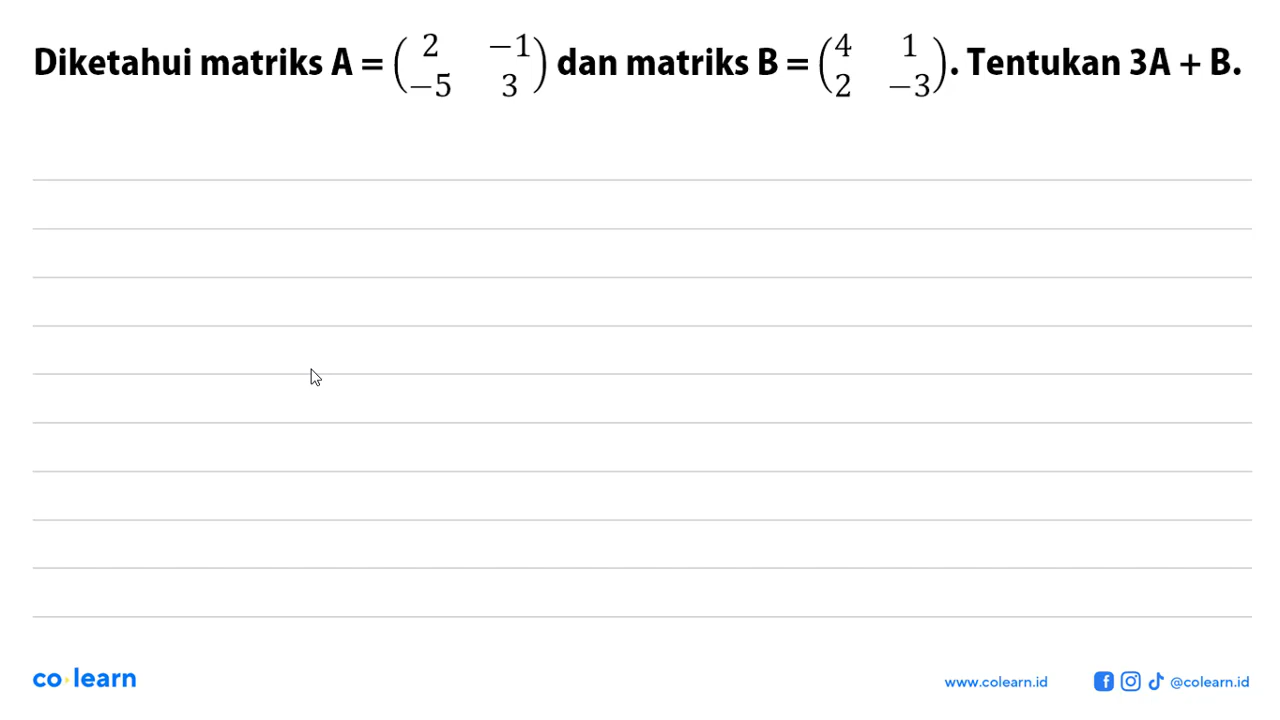 Diketahui matriks A = (2 −1 −5 3) dan matriks B = (4 1 2 −3). Tentukan 3A + B.
co·learn
www.colearn.id @colearn.id